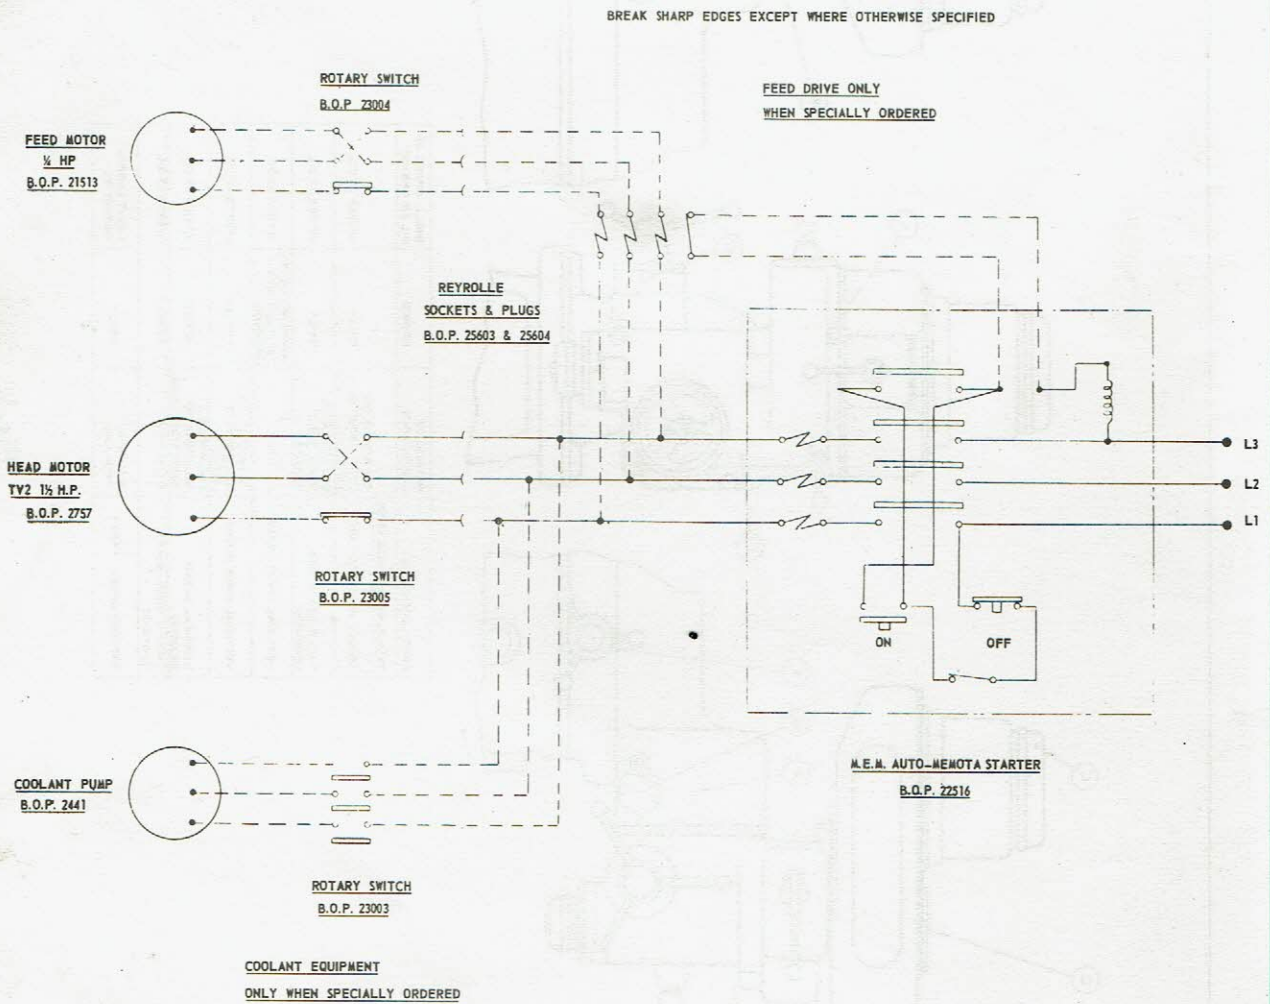 BREAK SHARP EDGES EXCEPT WHERE OTHERWISE SPECIFIED
ROTARY SWITCH
B.O.P 23004
FEED DRIVE ONLY
WHEN SPECIALLY ORDERED
FEED MOTOR
¼ HP
B.O.P. 21513
REYROLLE
SOCKETS & PLUGS
B.O.P. 25603 & 25604
HEAD MOTOR
TV2 1½ H.P.
B.O.P. 2757
L3
L2
L1
ROTARY SWITCH
B.O.P. 23005
ON
OFF
M.E.M. AUTO-MEMOTA STARTER
B.O.P. 22516
COOLANT PUMP
B.O.P. 2441
ROTARY SWITCH
B.O.P. 23003
COOLANT EQUIPMENT
ONLY WHEN SPECIALLY ORDERED